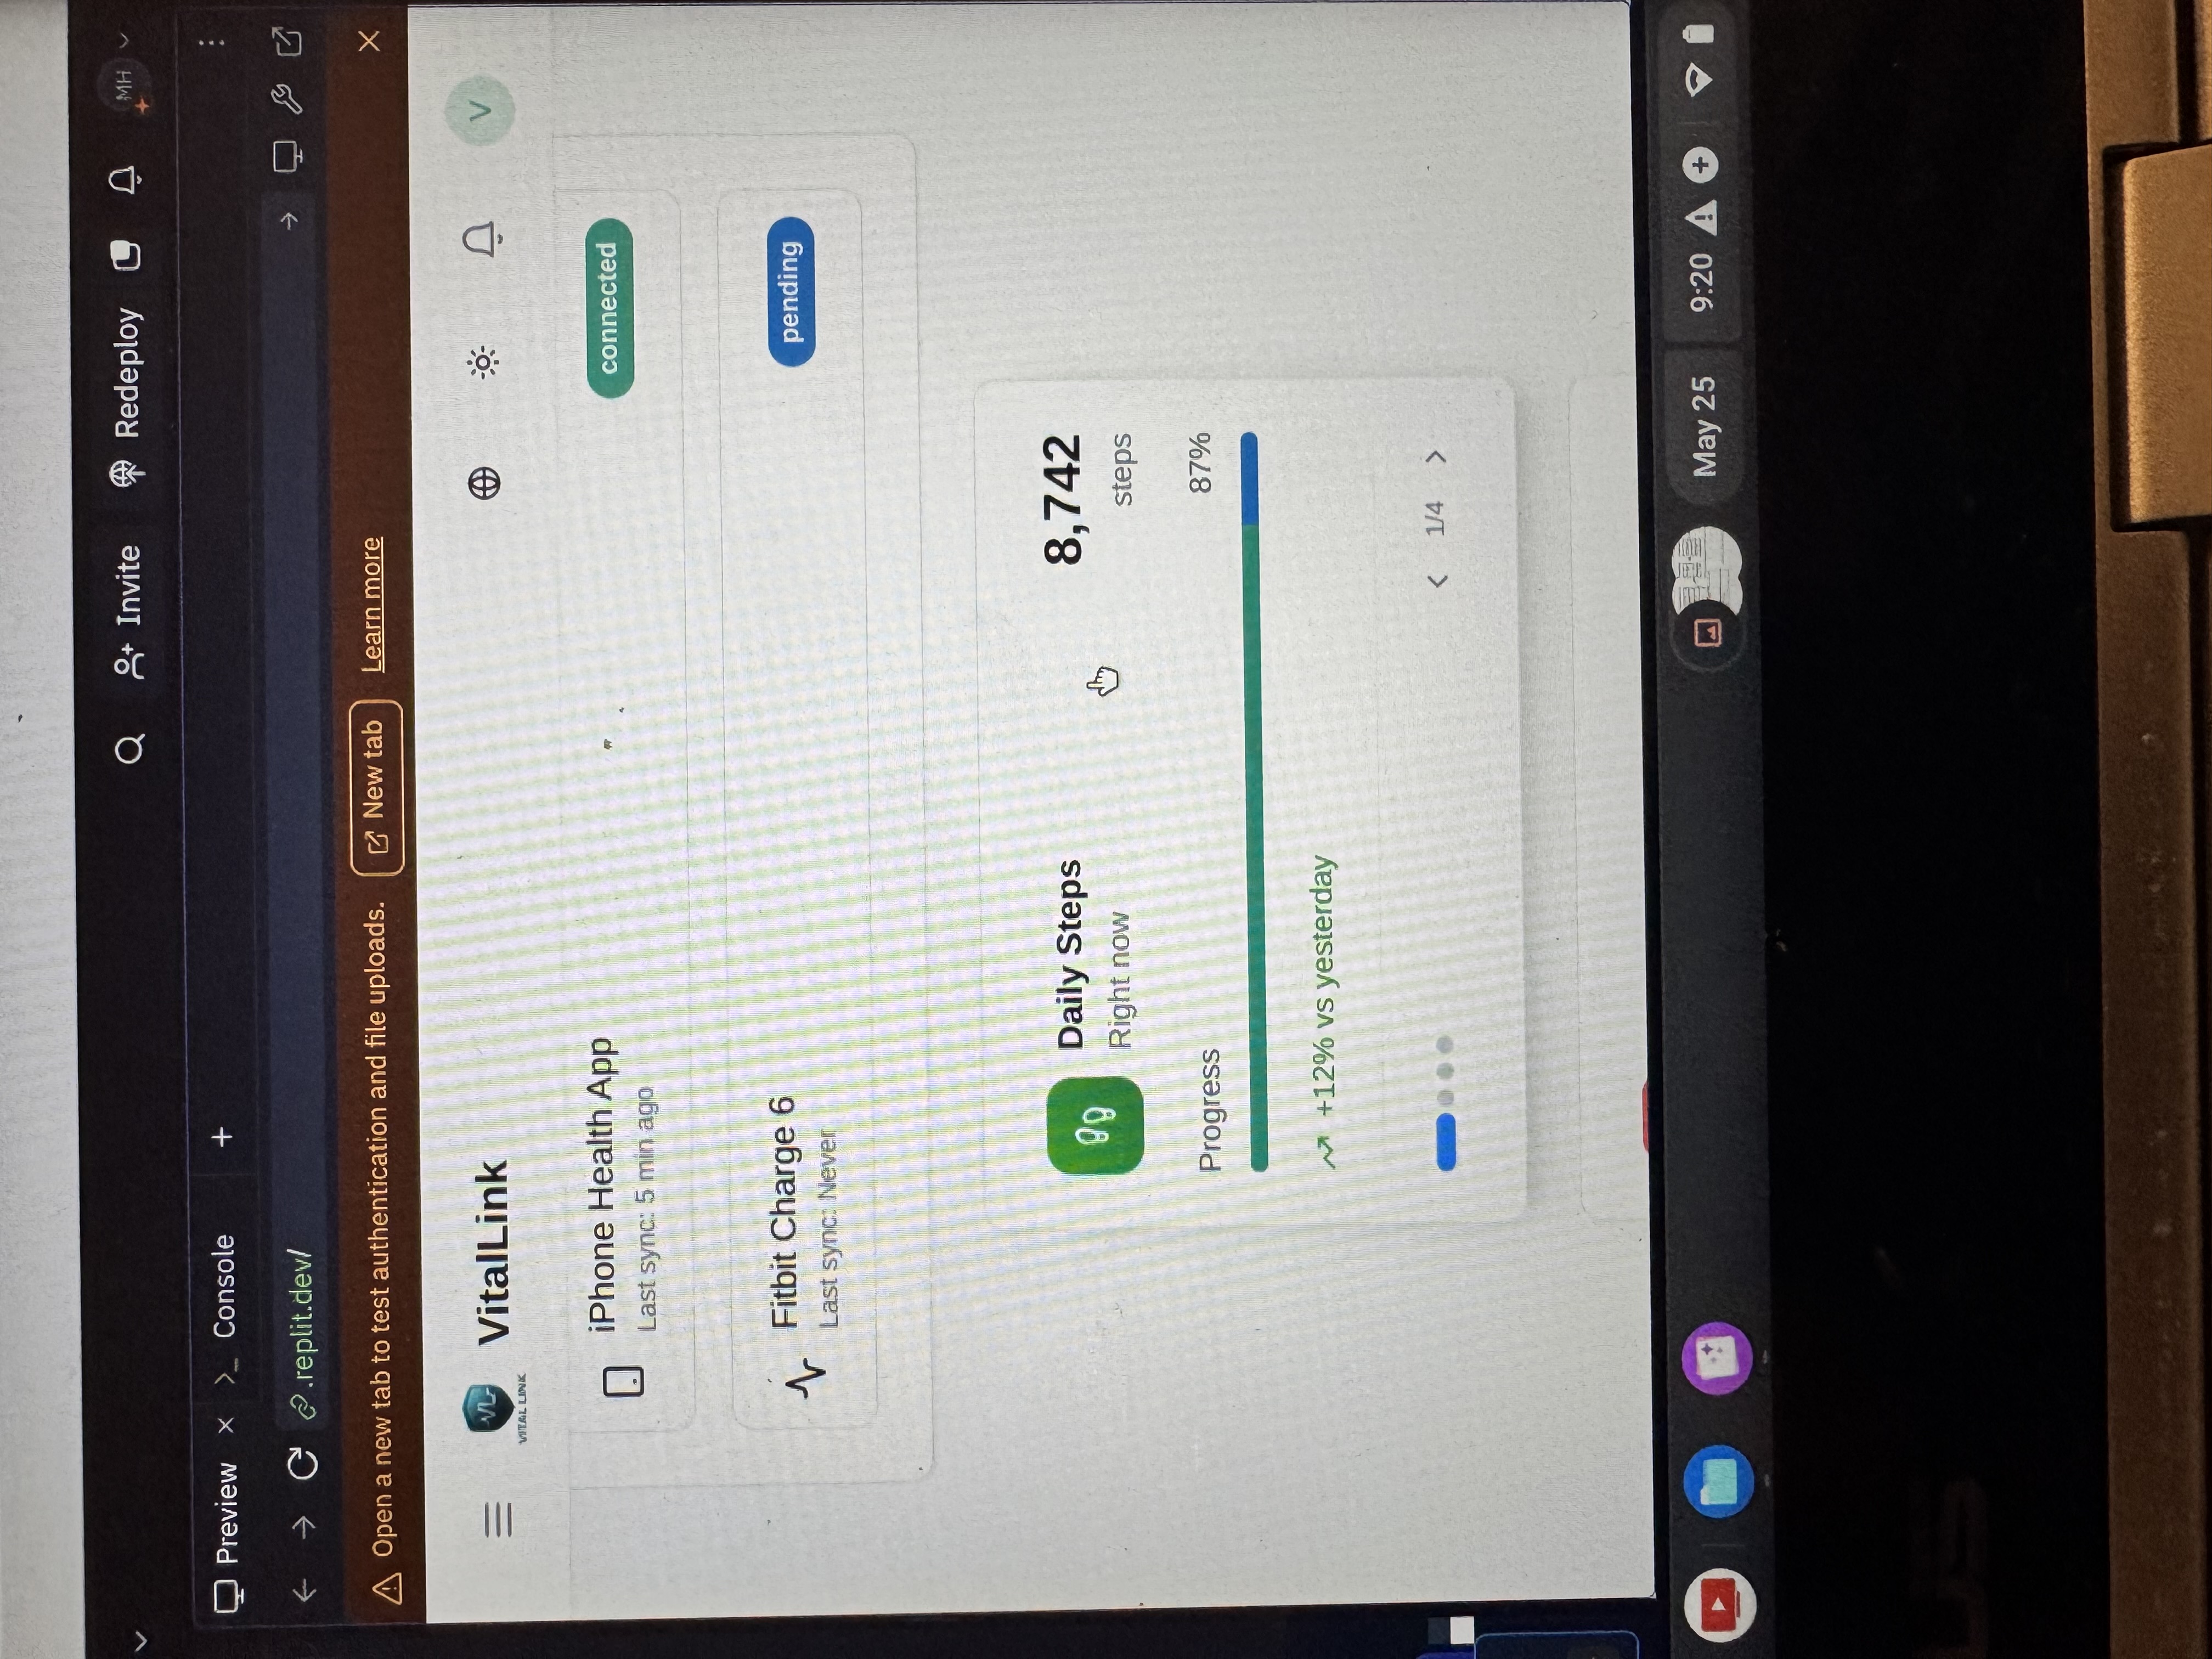 Invite
Redeploy
MH
Preview
Console
.replit.dev/
Open a new tab to test authentication and file uploads.
New tab
Learn more
VL
VITAL LINK
VitalLink
V
iPhone Health App
Last sync: 5 min ago
connected
Fitbit Charge 6
Last sync: Never
pending
Daily Steps
Right now
8,742
steps
Progress
87%
+12% vs yesterday
1/4
May 25
9:20